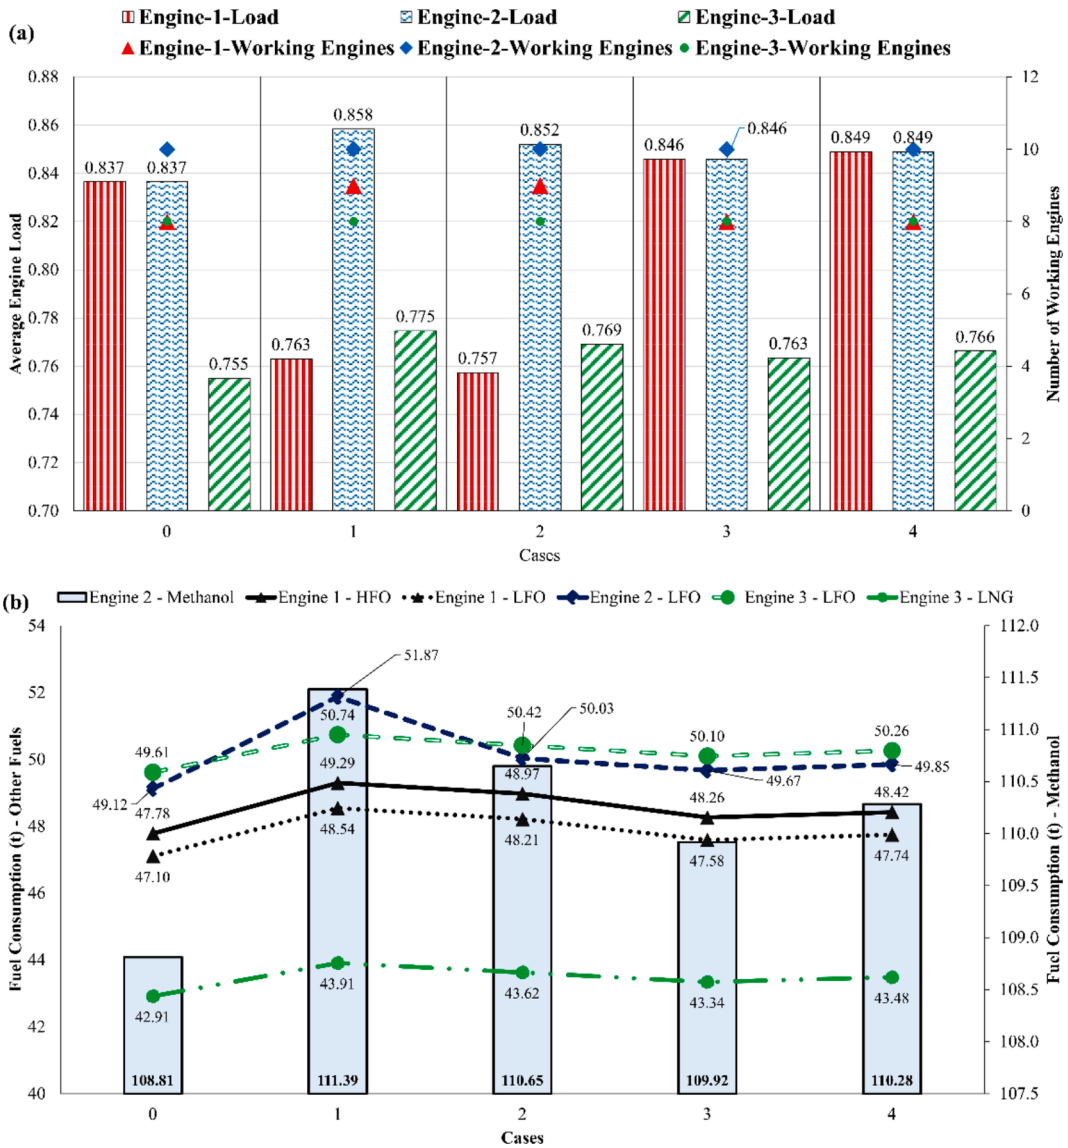 (a)
Engine-1-Load Engine-2-Load Engine-3-Load
Engine-1-Working Engines Engine-2-Working Engines Engine-3-Working Engines
0.88
0.86
0.84
0.82
0.80
0.78
0.76
0.74
0.72
0.70
Average Engine Load
0.837 0.837 0.755
0.763 0.858 0.775
0.757 0.852 0.769
0.846 0.846 0.763
0.849 0.849 0.766
12
10
8
6
4
2
0
Number of Working Engines
0 1 2 3 4
Cases
(b)
Engine 2 - Methanol Engine 1 - HFO Engine 1 - LFO Engine 2 - LFO Engine 3 - LFO Engine 3 - LNG
54
52
50
48
46
44
42
40
Fuel Consumption (t) - Other Fuels
49.61 50.74 50.42 50.10 50.26
49.12 51.87 50.03 49.67 49.85
47.78 49.29 48.97 48.26 48.42
47.10 48.54 48.21 47.58 47.74
42.91 43.91 43.62 43.34 43.48
108.81 111.39 110.65 109.92 110.28
112.0
111.5
111.0
110.5
110.0
109.5
109.0
108.5
108.0
107.5
Fuel Consumption (t) - Methanol
0 1 2 3 4
Cases